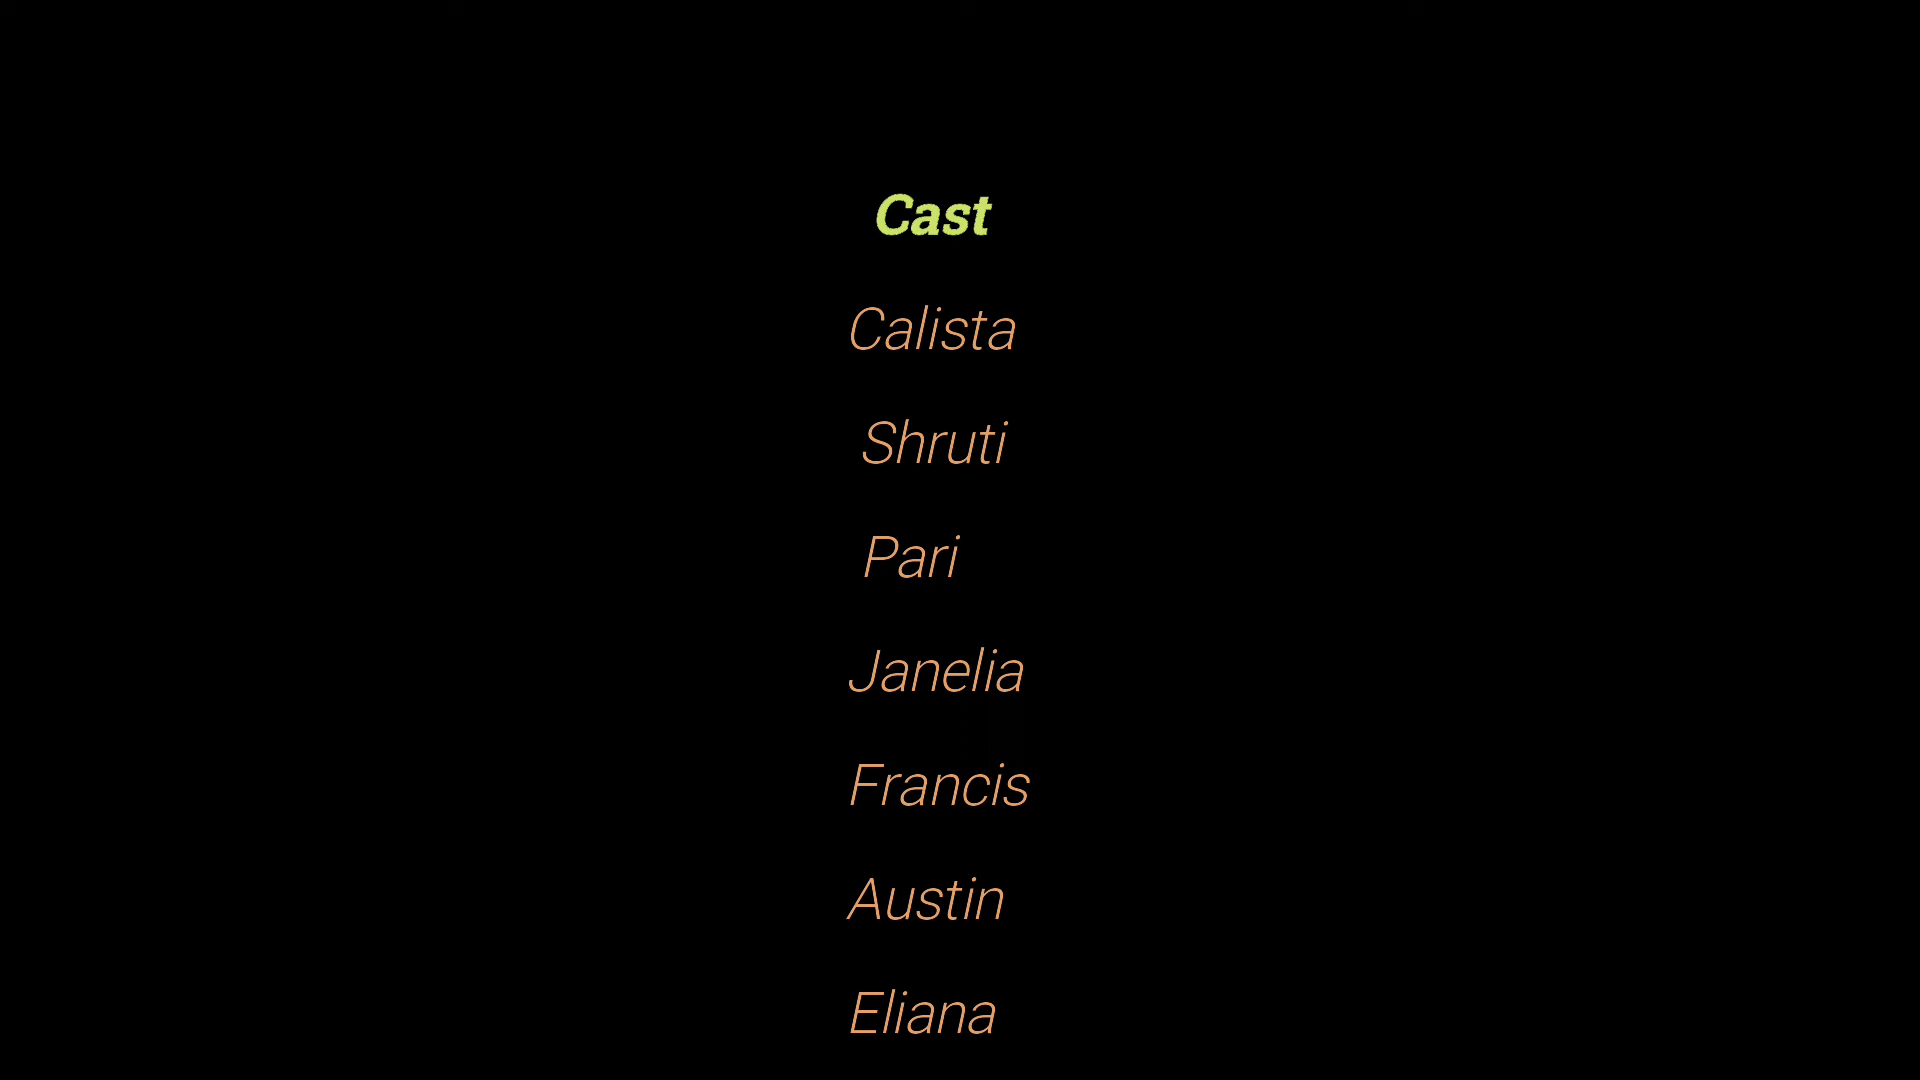 Cast
Calista
Shruti
Pari
Janelia
Francis
Austin
Eliana